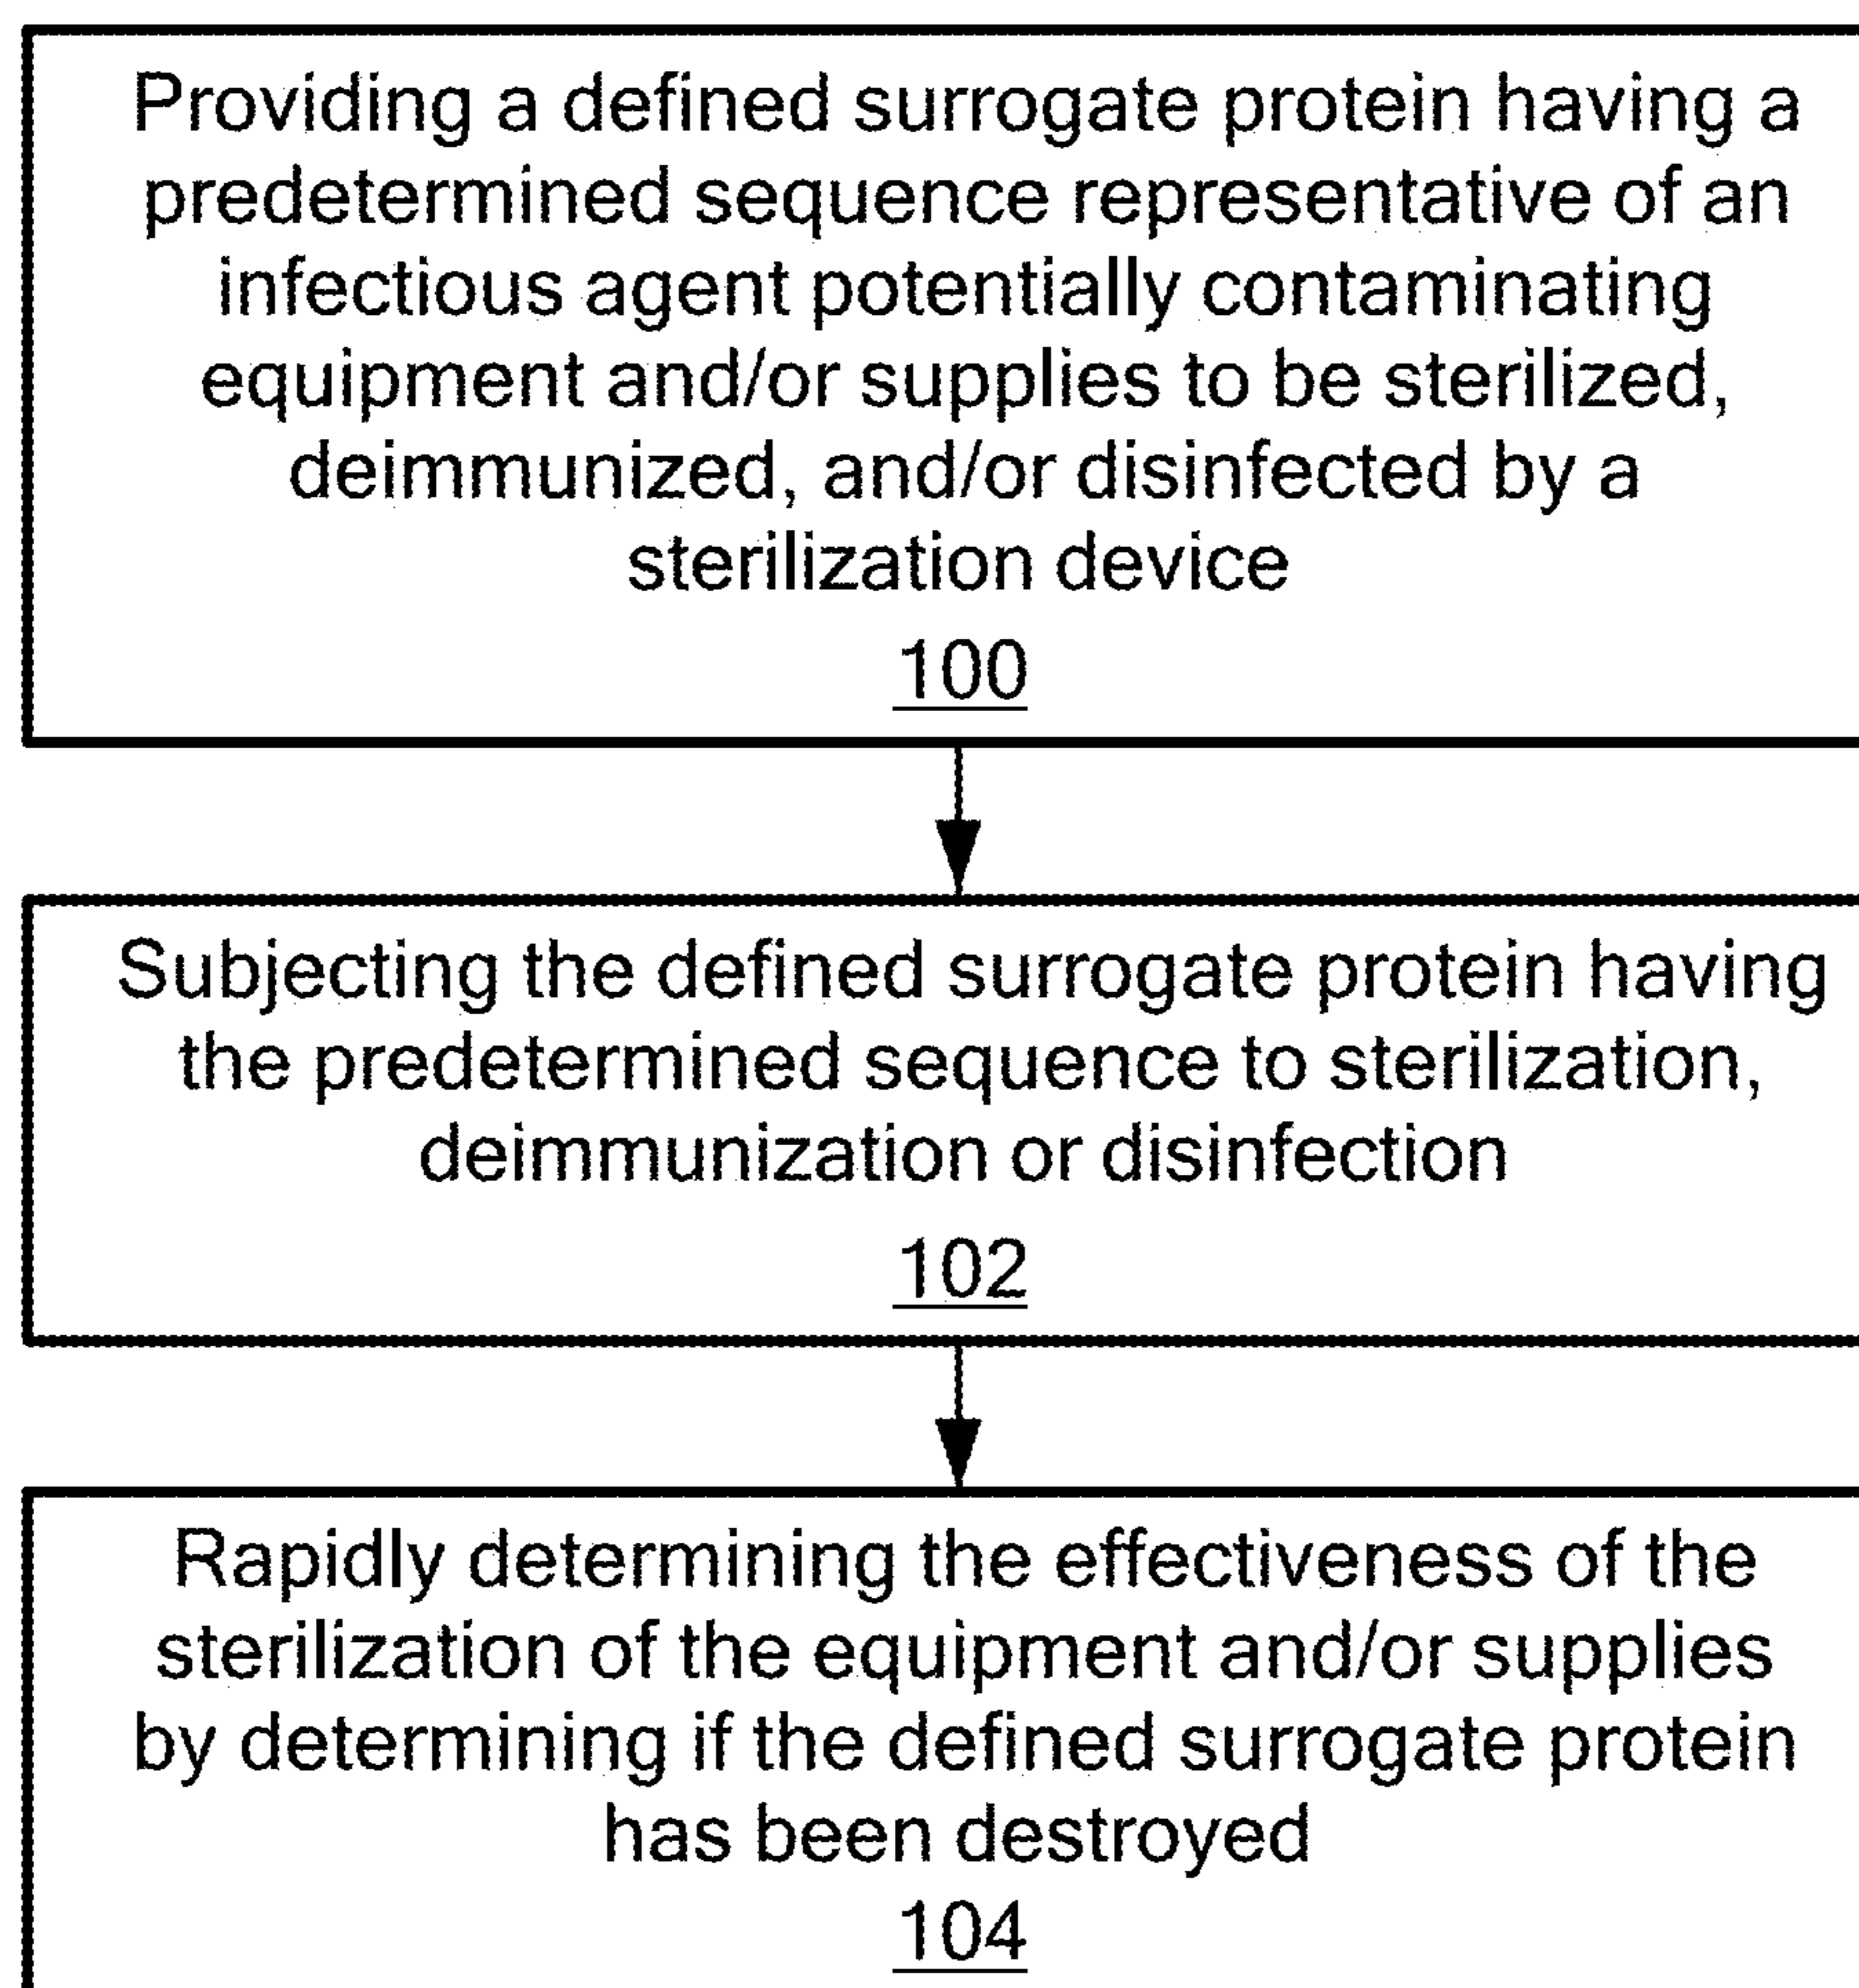 Providing a defined surrogate protein having a
predetermined sequence representative of an
infectious agent potentially contaminating
equipment and/or supplies to be sterilized,
deimmunized, and/or disinfected by a
sterilization device
100
Subjecting the defined surrogate protein having
the predetermined sequence to sterilization,
deimmunization or disinfection
102
Rapidly determining the effectiveness of the
sterilization of the equipment and/or supplies
by determining if the defined surrogate protein
has been destroyed
104